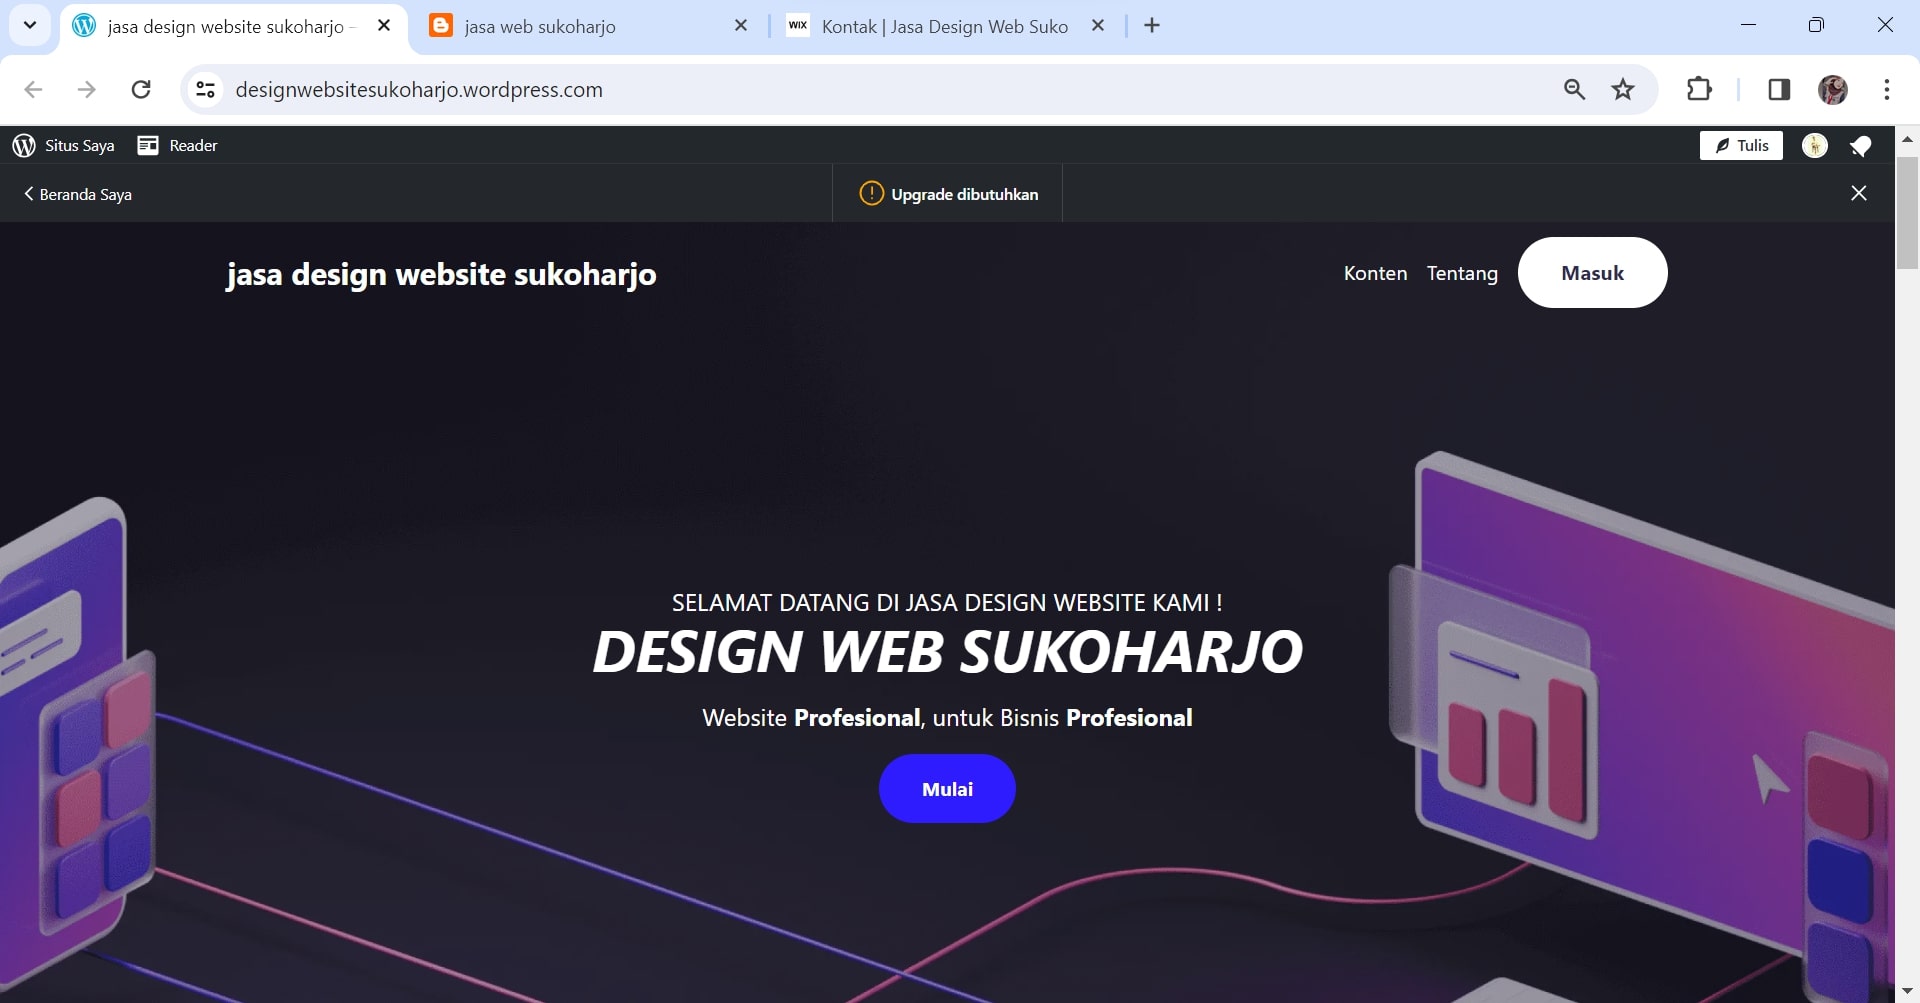 jasa design website sukoharjo –
jasa web sukoharjo
WIX
Kontak | Jasa Design Web Suko
designwebsitesukoharjo.wordpress.com
Situs Saya
Reader
Tulis
Beranda Saya
Upgrade dibutuhkan
jasa design website sukoharjo
Konten
Tentang
Masuk
SELAMAT DATANG DI JASA DESIGN WEBSITE KAMI !
DESIGN WEB SUKOHARJO
Website Profesional, untuk Bisnis Profesional
Mulai